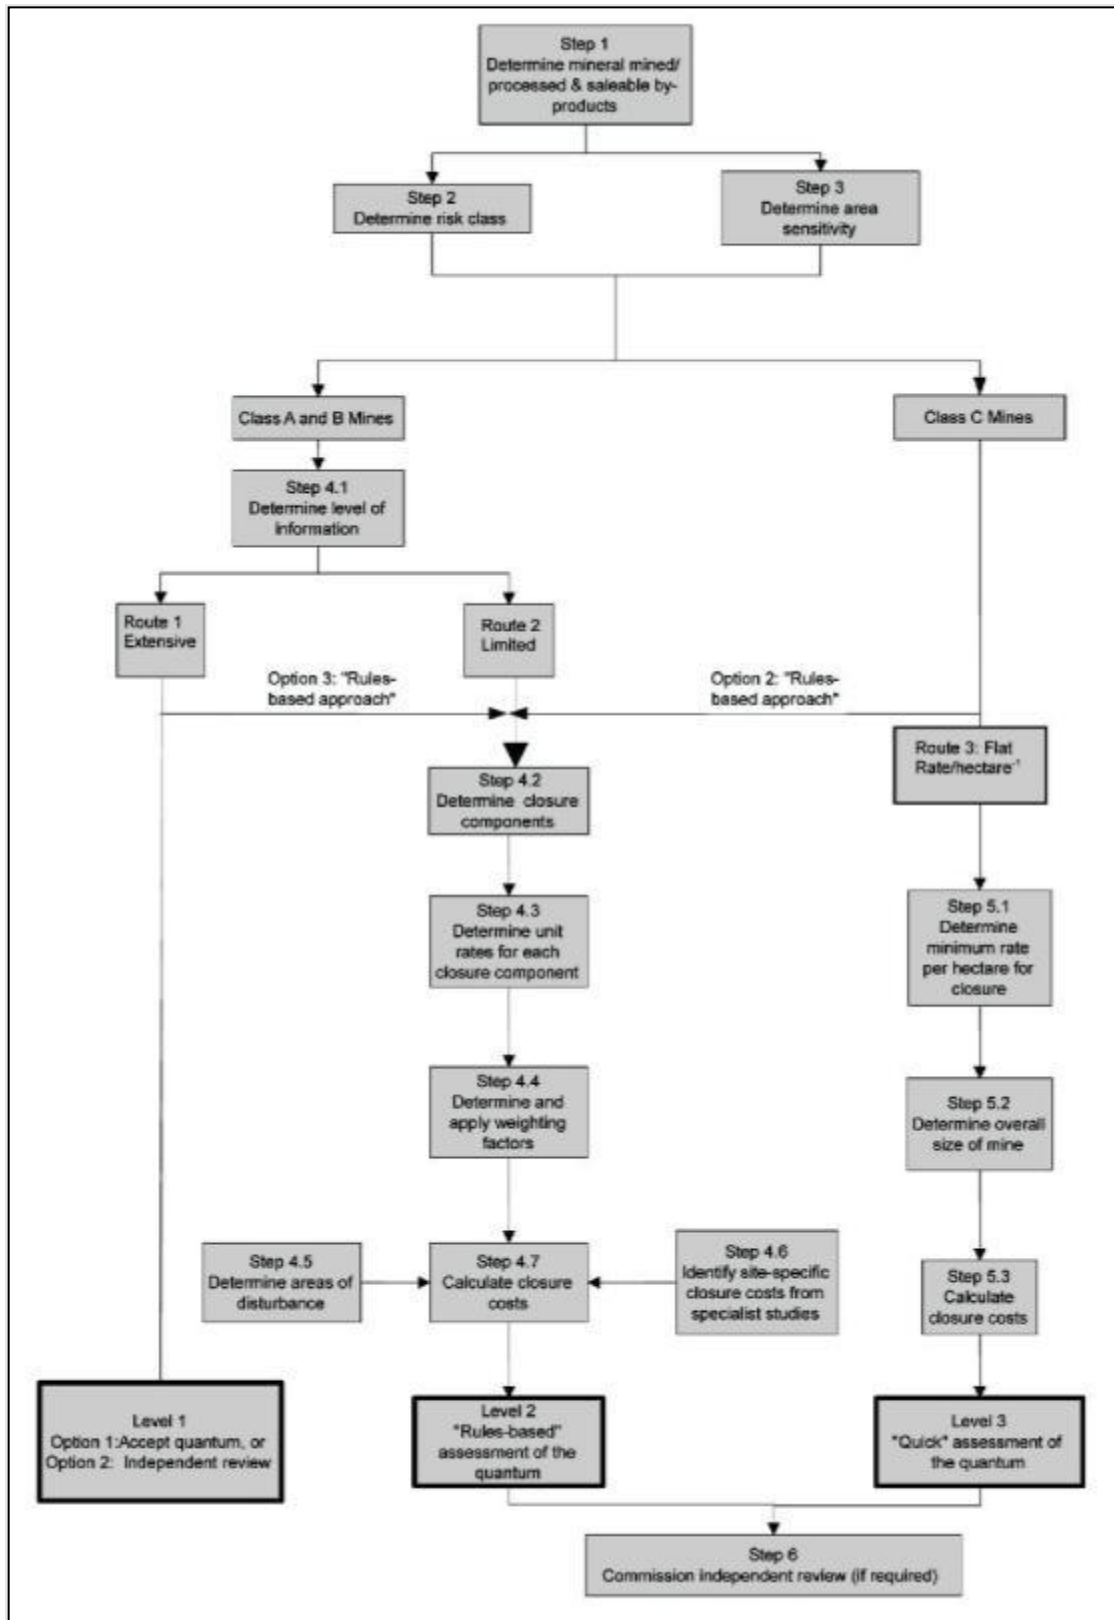 Step 1
Determine mineral mined/
processed & saleable by-
products
Step 2
Determine risk class
Step 3
Determine area
sensitivity
Class A and B Mines
Class C Mines
Step 4.1
Determine level of
information
Route 1
Extensive
Route 2
Limited
Option 3: "Rules-
based approach"
Option 2: "Rules-
based approach"
Route 3: Flat
Rate/hectare⁻¹
Step 4.2
Determine closure
components
Step 4.3
Determine unit
rates for each
closure component
Step 5.1
Determine
minimum rate
per hectare for
closure
Step 4.4
Determine and
apply weighting
factors
Step 5.2
Determine overall
size of mine
Step 4.5
Determine areas of
disturbance
Step 4.7
Calculate closure
costs
Step 4.6
Identify site-specific
closure costs from
specialist studies
Step 5.3
Calculate
closure costs
Level 1
Option 1:Accept quantum, or
Option 2: Independent review
Level 2
"Rules-based"
assessment of the
quantum
Level 3
"Quick" assessment of
the quantum
Step 6
Commission independent review (if required)